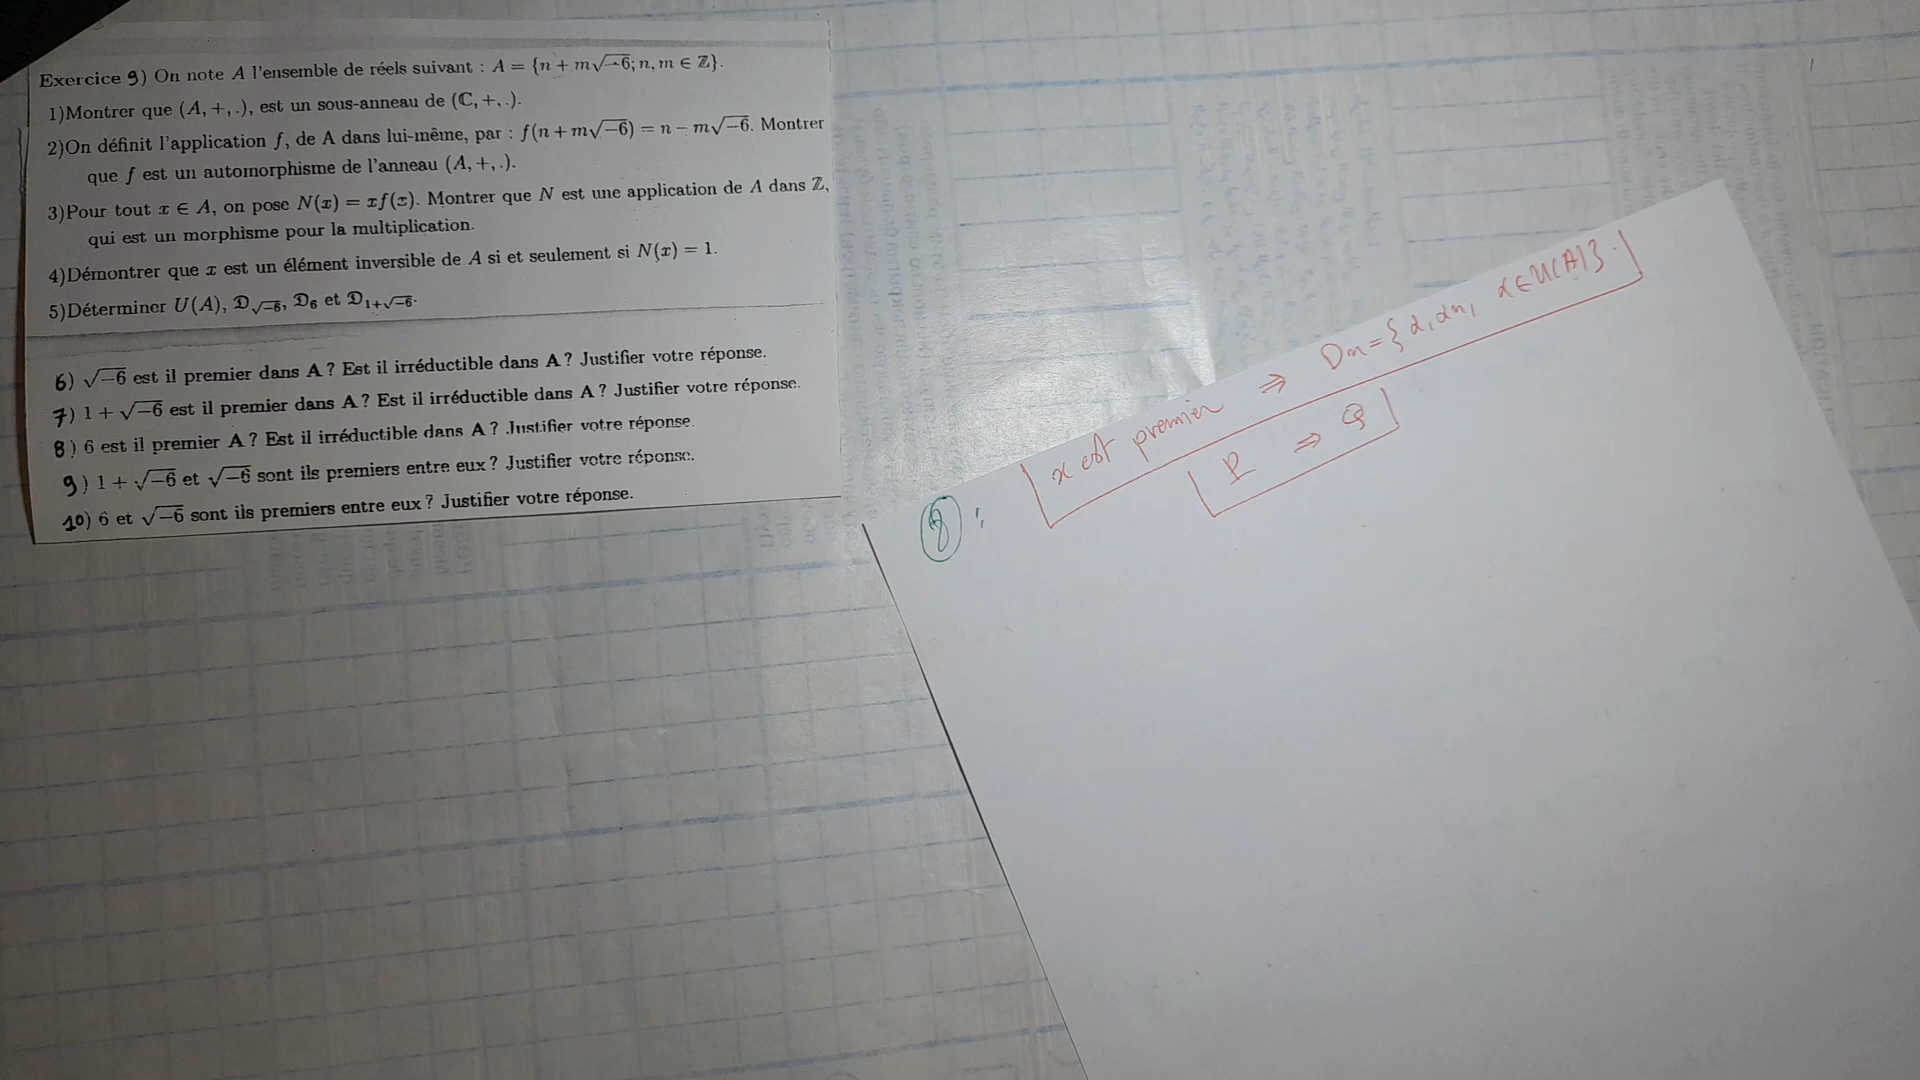 Exercice 9) On note A l'ensemble de réels suivant : A = {n + m√-6; n, m ∈ ℤ}.
1)Montrer que (A, +, .), est un sous-anneau de (ℂ, +, .).
2)On définit l'application f, de A dans lui-même, par : f(n + m√-6) = n - m√-6. Montrer
que f est un automorphisme de l'anneau (A, +, .).
3)Pour tout x ∈ A, on pose N(x) = xf(x). Montrer que N est une application de A dans ℤ,
qui est un morphisme pour la multiplication.
4)Démontrer que x est un élément inversible de A si et seulement si N(x) = 1.
5)Déterminer U(A), D√-6, D6 et D1+√-6.
6) √-6 est il premier dans A ? Est il irréductible dans A ? Justifier votre réponse.
7) 1 + √-6 est il premier dans A ? Est il irréductible dans A ? Justifier votre réponse.
8) 6 est il premier A ? Est il irréductible dans A ? Justifier votre réponse.
9) 1 + √-6 et √-6 sont ils premiers entre eux ? Justifier votre réponse.
10) 6 et √-6 sont ils premiers entre eux ? Justifier votre réponse.
8 :
x est premier ⇒ Dx = { α, αx, α ∈ U(A)}.
P ⇒ Q